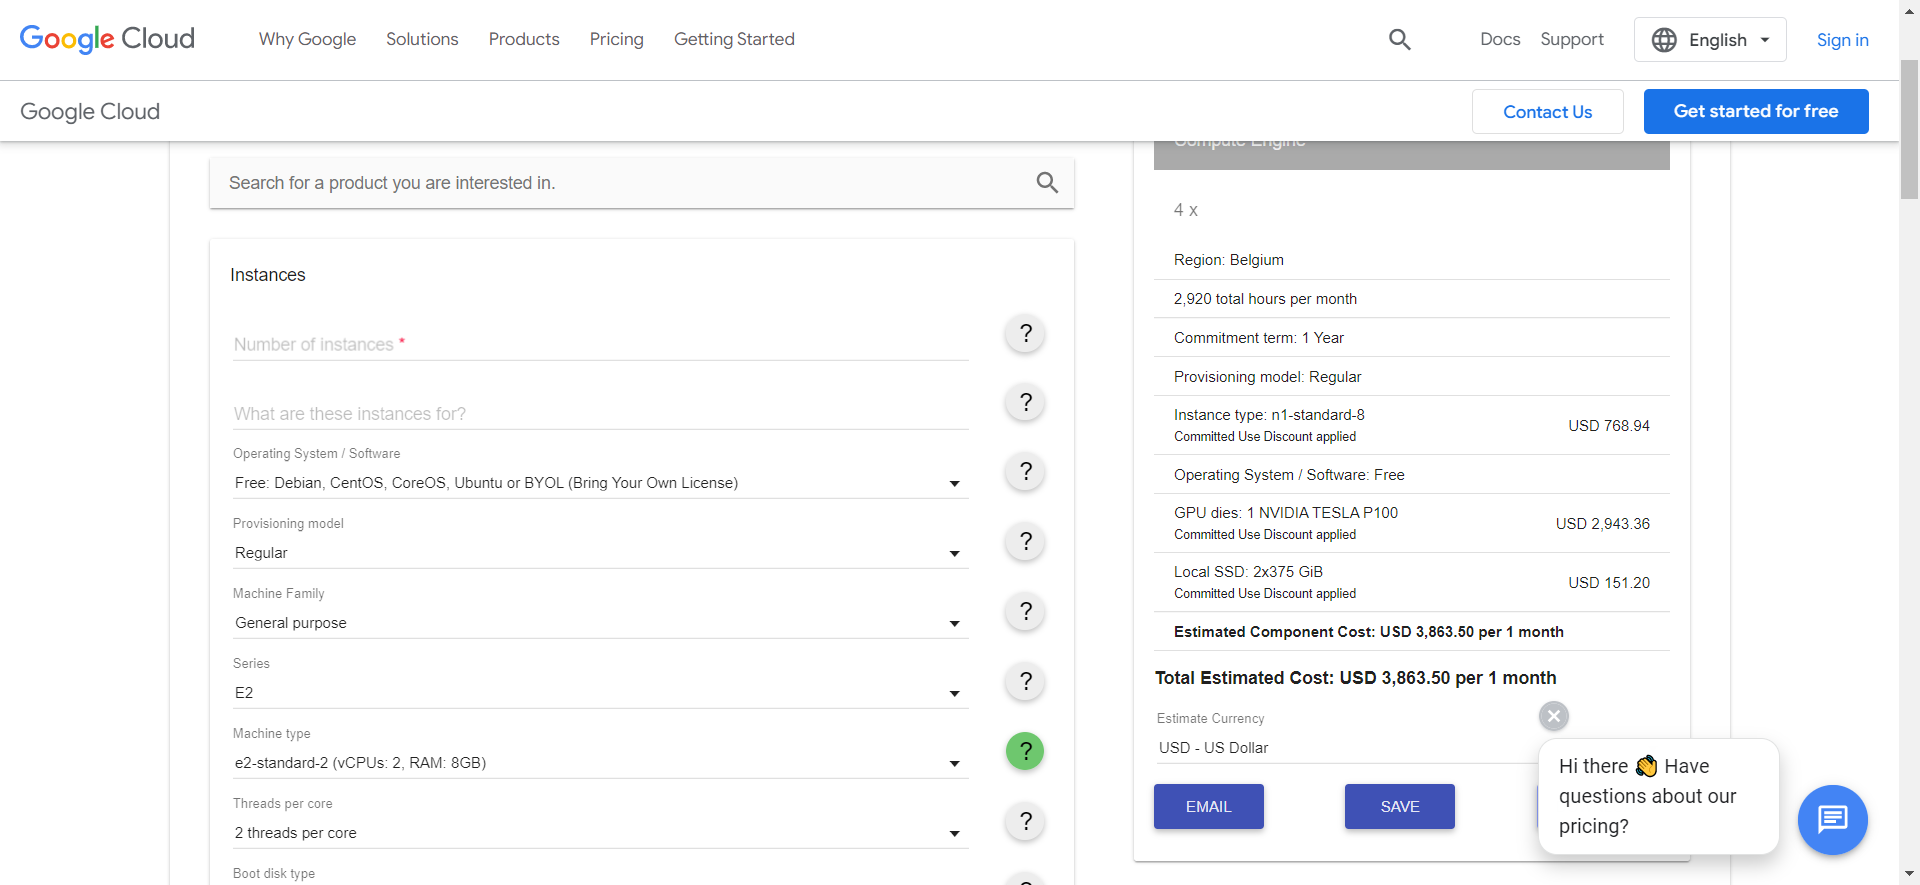 Google Cloud
Why Google
Solutions
Products
Pricing
Getting Started
Docs
Support
English
Sign in
Google Cloud
Contact Us
Get started for free
Search for a product you are interested in.
Instances
Number of instances *
?
What are these instances for?
?
Operating System / Software
Free: Debian, CentOS, CoreOS, Ubuntu or BYOL (Bring Your Own License)
?
Provisioning model
Regular
?
Machine Family
General purpose
?
Series
E2
?
Machine type
e2-standard-2 (vCPUs: 2, RAM: 8GB)
?
Threads per core
2 threads per core
?
Boot disk type
Compute Engine
4 x
Region: Belgium
2,920 total hours per month
Commitment term: 1 Year
Provisioning model: Regular
Instance type: n1-standard-8
Committed Use Discount applied
USD 768.94
Operating System / Software: Free
GPU dies: 1 NVIDIA TESLA P100
Committed Use Discount applied
USD 2,943.36
Local SSD: 2x375 GiB
Committed Use Discount applied
USD 151.20
Estimated Component Cost: USD 3,863.50 per 1 month
Total Estimated Cost: USD 3,863.50 per 1 month
Estimate Currency
USD - US Dollar
EMAIL
SAVE
Hi there 👋 Have
questions about our
pricing?